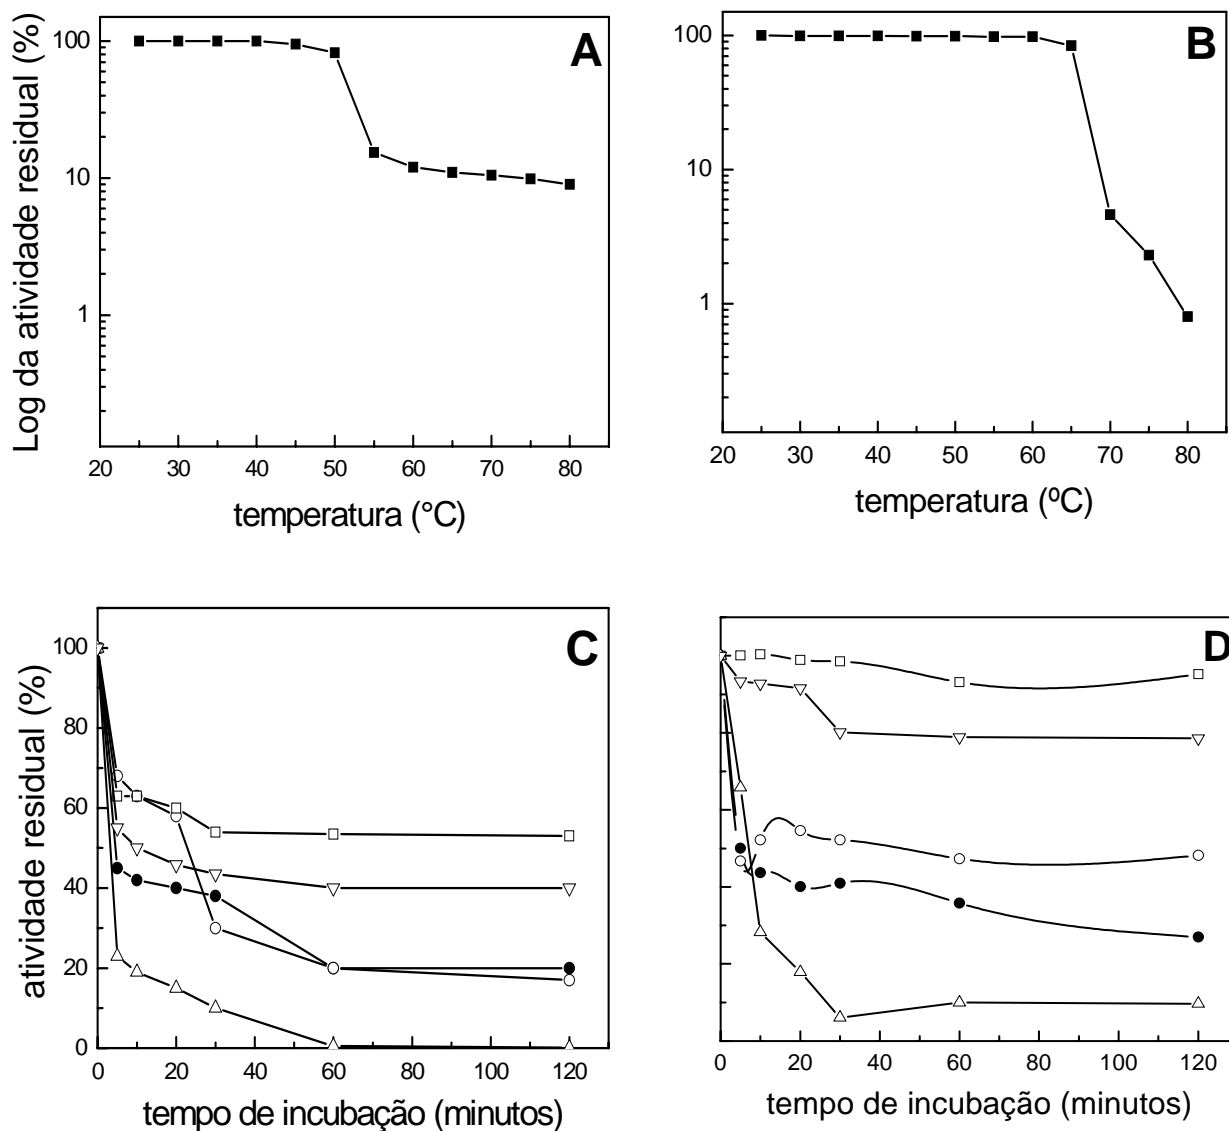 Log da atividade residual (%)
100
10
1
A
20 30 40 50 60 70 80
temperatura (°C)
100
10
1
B
20 30 40 50 60 70 80
temperatura (ºC)
atividade residual (%)
100
80
60
40
20
0
C
0 20 40 60 80 100 120
tempo de incubação (minutos)
D
0 20 40 60 80 100 120
tempo de incubação (minutos)